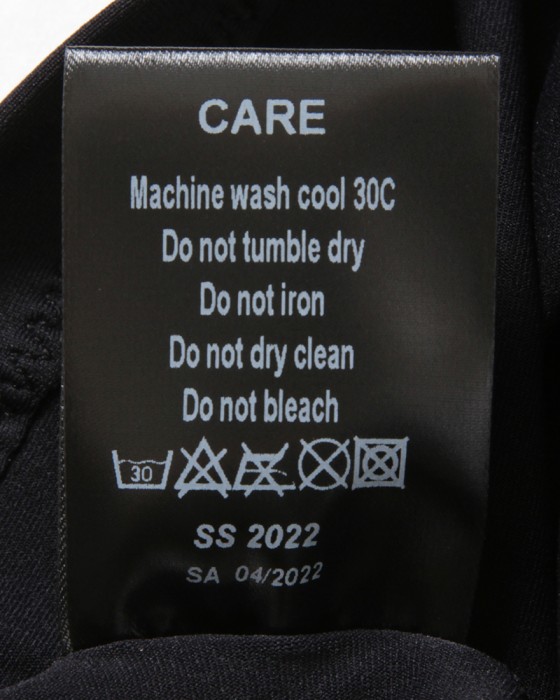 CARE
Machine wash cool 30C
Do not tumble dry
Do not iron
Do not dry clean
Do not bleach
30
SS 2022
SA 04/2022